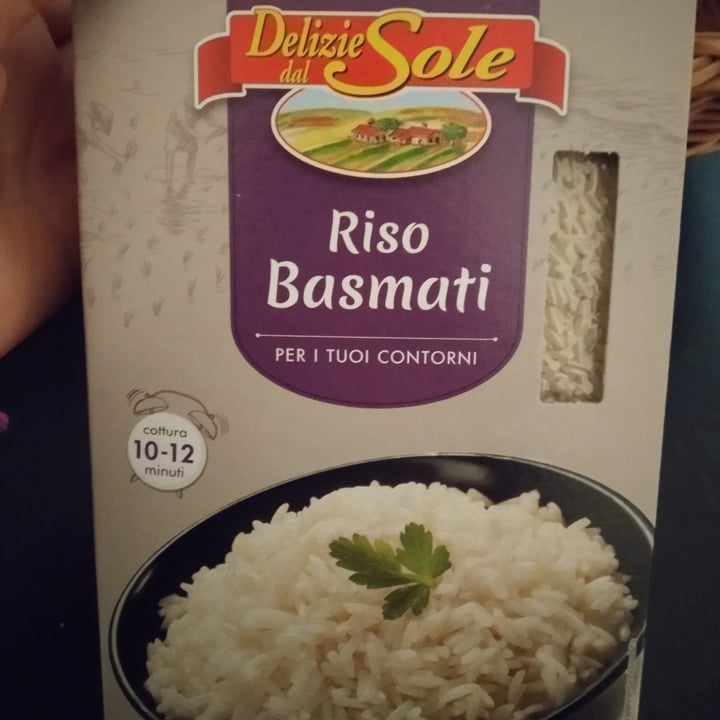 Delizie
dal Sole
Riso
Basmati
PER I TUOI CONTORNI
cottura
10-12
minuti